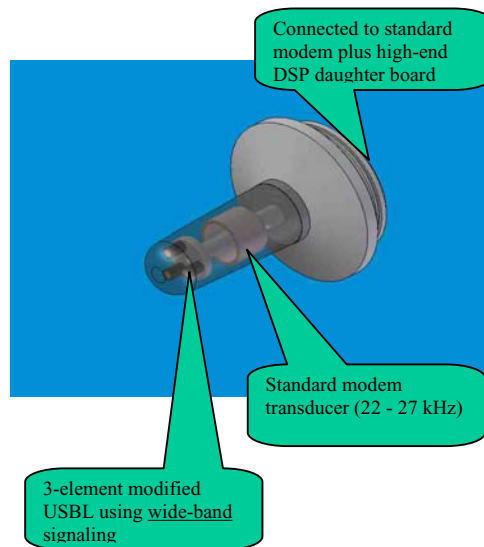 Connected to standard
modem plus high-end
DSP daughter board
Standard modem
transducer (22 - 27 kHz)
3-element modified
USBL using wide-band
signaling